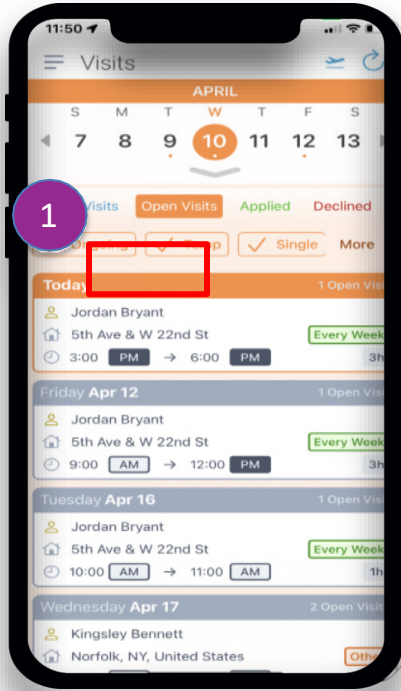 11:50
Visits
APRIL
S M T W T F S
7 8 9 10 11 12 13
1
Visits Open Visits Applied Declined
Single More
Today 1 Open Visi
Jordan Bryant
5th Ave & W 22nd St Every Week
3:00 PM → 6:00 PM 3h
Friday Apr 12 1 Open Visi
Jordan Bryant
5th Ave & W 22nd St Every Week
9:00 AM → 12:00 PM 3h
Tuesday Apr 16 1 Open Visi
Jordan Bryant
5th Ave & W 22nd St Every Week
10:00 AM → 11:00 AM 1h
Wednesday Apr 17 2 Open Visit
Kingsley Bennett
Norfolk, NY, United States Othe